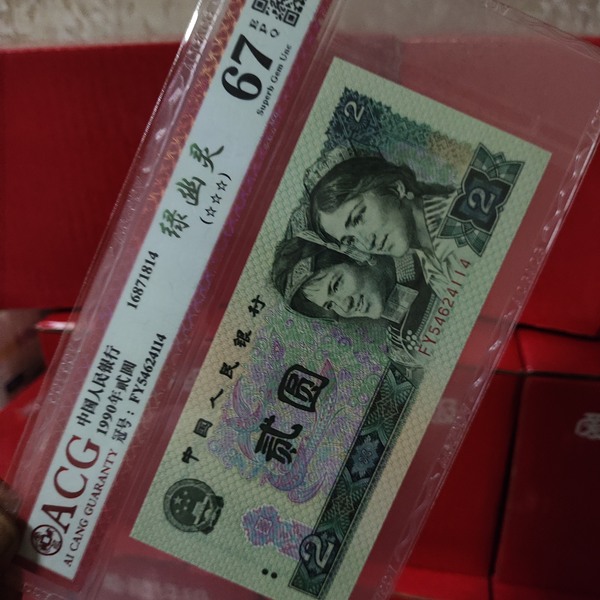 ACG
AI CANG GUARANTY
中国人民银行
1990年贰圆
冠号：FY54624114
16871814
绿幽灵
(☆☆☆)
67
EPQ
Superb Gem Unc
中国人民银行
贰圆
2
2
2
FY54624114